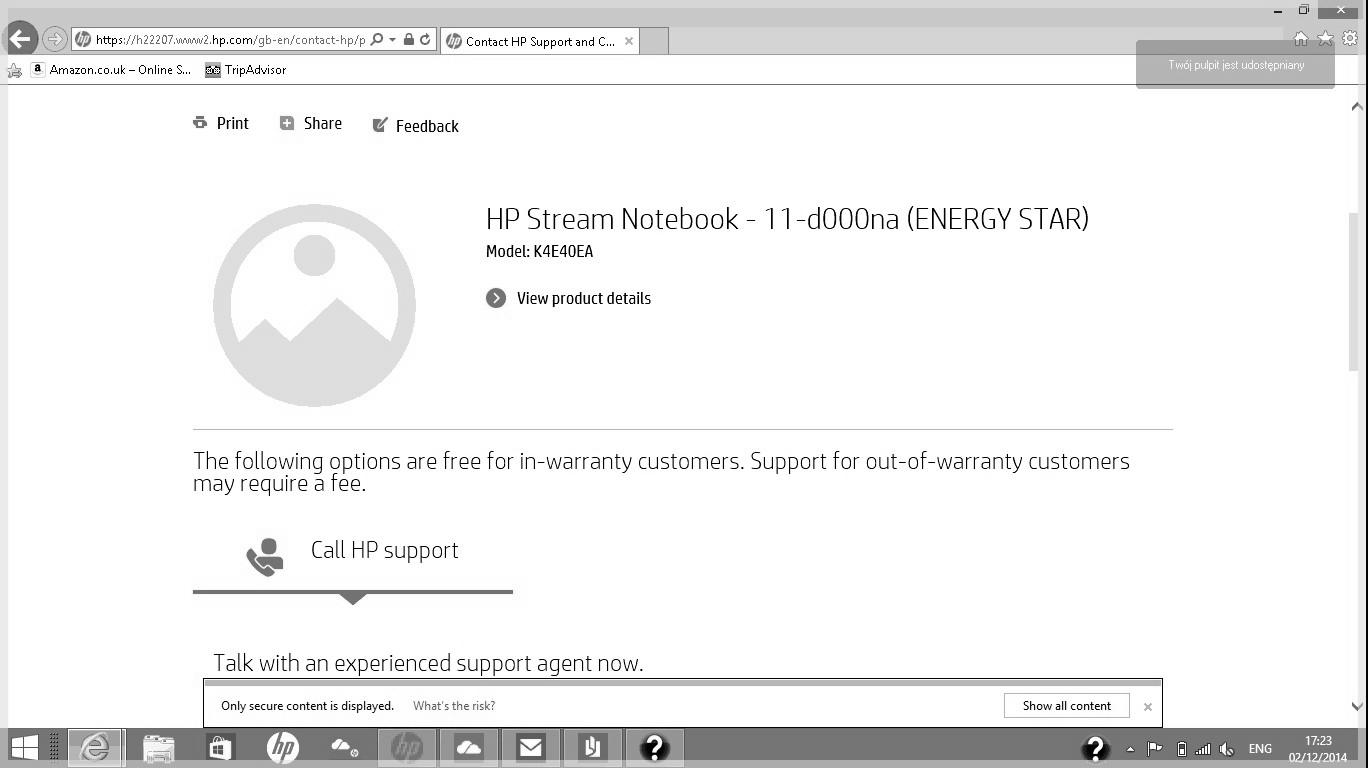 https://h22207.www2.hp.com/gb-en/contact-hp/p
Contact HP Support and C...
Amazon.co.uk – Online S...
TripAdvisor
Twój pulpit jest udostępniany
Print
Share
Feedback
HP Stream Notebook - 11-d000na (ENERGY STAR)
Model: K4E40EA
View product details
The following options are free for in-warranty customers. Support for out-of-warranty customers
may require a fee.
Call HP support
Talk with an experienced support agent now.
Only secure content is displayed.
What's the risk?
Show all content
ENG
17:23
02/12/2014